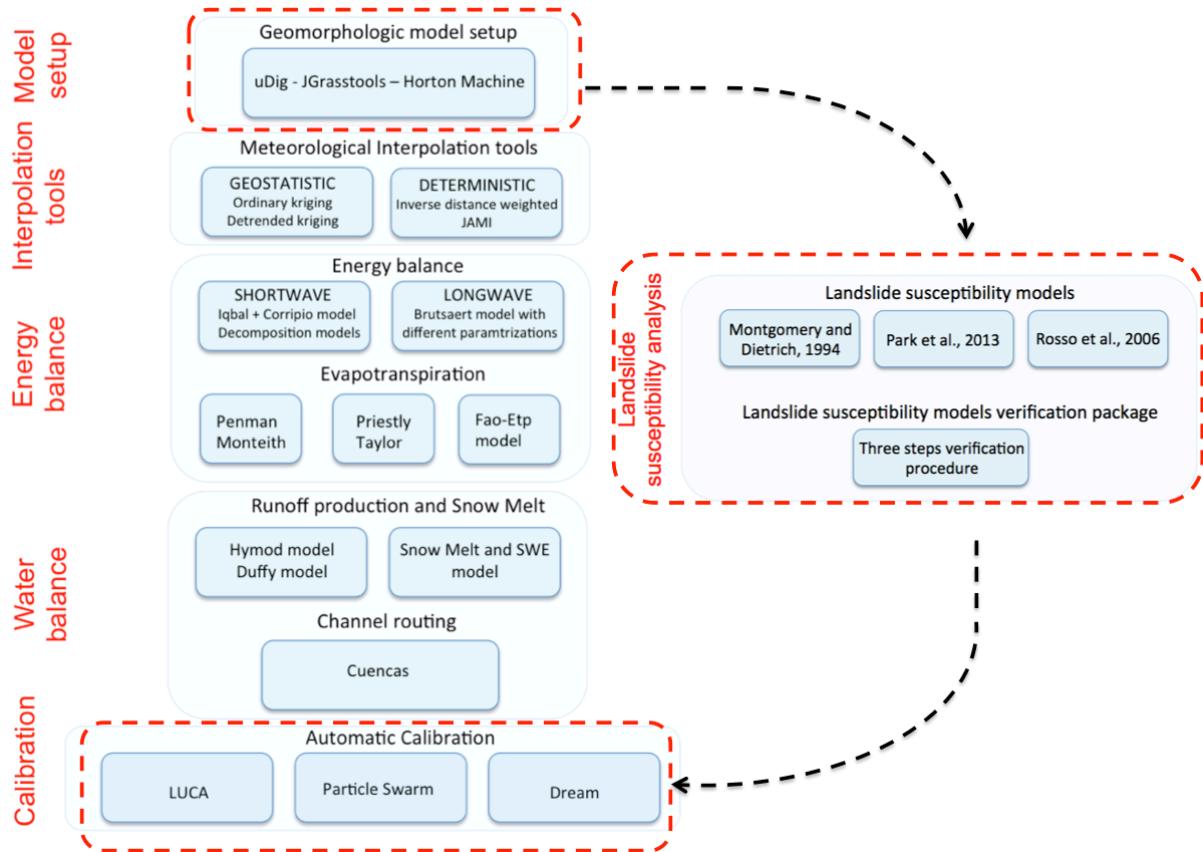 Model
setup
Geomorphologic model setup
uDig - JGrasstools – Horton Machine
Interpolation
tools
Meteorological Interpolation tools
GEOSTATISTIC
Ordinary kriging
Detrended kriging
DETERMINISTIC
Inverse distance weighted
JAMI
Energy
balance
Energy balance
SHORTWAVE
Iqbal + Corripio model
Decomposition models
LONGWAVE
Brutsaert model with
different paramtrizations
Evapotranspiration
Penman
Monteith
Priestly
Taylor
Fao-Etp
model
Water
balance
Runoff production and Snow Melt
Hymod model
Duffy model
Snow Melt and SWE
model
Channel routing
Cuencas
Calibration
Automatic Calibration
LUCA
Particle Swarm
Dream
Landslide
susceptibility analysis
Landslide susceptibility models
Montgomery and
Dietrich, 1994
Park et al., 2013
Rosso et al., 2006
Landslide susceptibility models verification package
Three steps verification
procedure